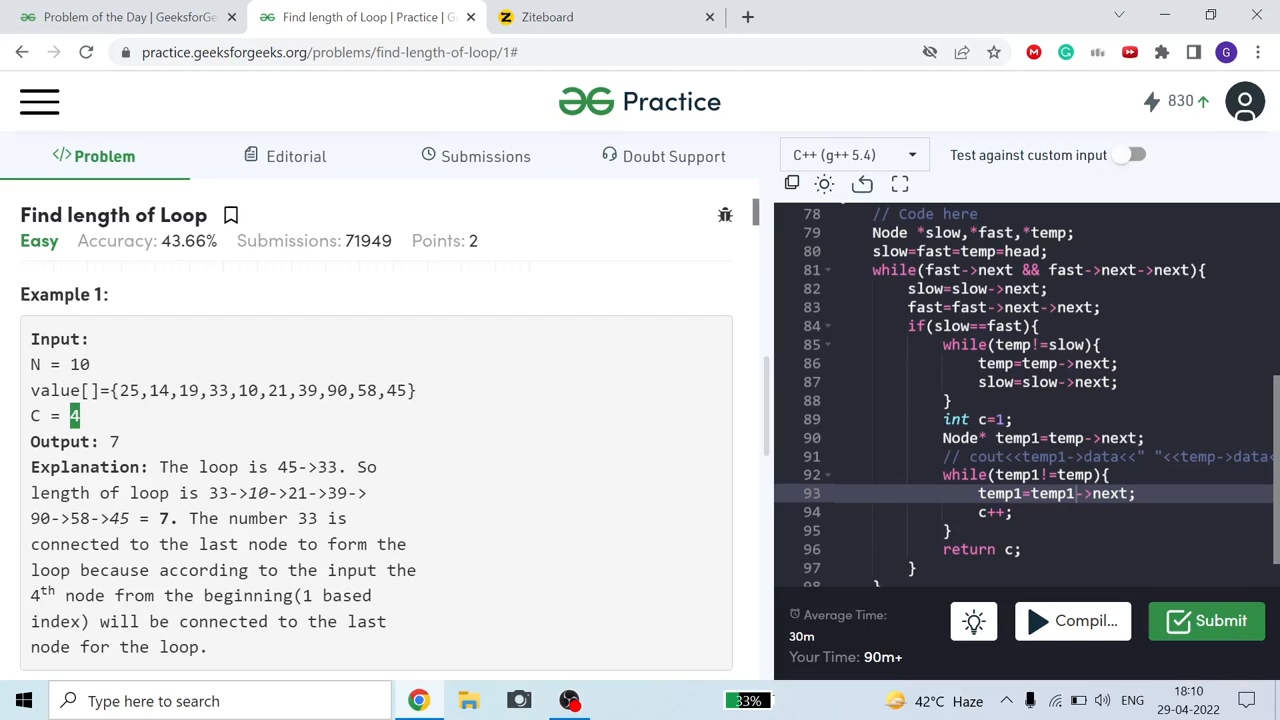 Problem of the Day | GeeksforGe
Find length of Loop | Practice | G
Ziteboard
practice.geeksforgeeks.org/problems/find-length-of-loop/1#
G
Practice
830
Problem
Editorial
Submissions
Doubt Support
C++ (g++ 5.4)
Test against custom input
Find length of Loop
Easy Accuracy: 43.66% Submissions: 71949 Points: 2
Example 1:
Input:
N = 10
value[]={25,14,19,33,10,21,39,90,58,45}
C = 4
Output: 7
Explanation: The loop is 45->33. So
length of loop is 33->10->21->39->
90->58->45 = 7. The number 33 is
connected to the last node to form the
loop because according to the input the
4th node from the beginning(1 based
index) will be connected to the last
node for the loop.
78 // Code here
79 Node *slow,*fast,*temp;
80 slow=fast=temp=head;
81 while(fast->next && fast->next->next){
82 slow=slow->next;
83 fast=fast->next->next;
84 if(slow==fast){
85 while(temp!=slow){
86 temp=temp->next;
87 slow=slow->next;
88 }
89 int c=1;
90 Node* temp1=temp->next;
91 // cout<<temp1->data<<" "<<temp->data<
92 while(temp1!=temp){
93 temp1=temp1->next;
94 c++;
95 }
96 return c;
97 }
98 }
Average Time:
30m
Your Time: 90m+
Compil...
Submit
Type here to search
33%
42°C Haze
ENG
18:10
29-04-2022